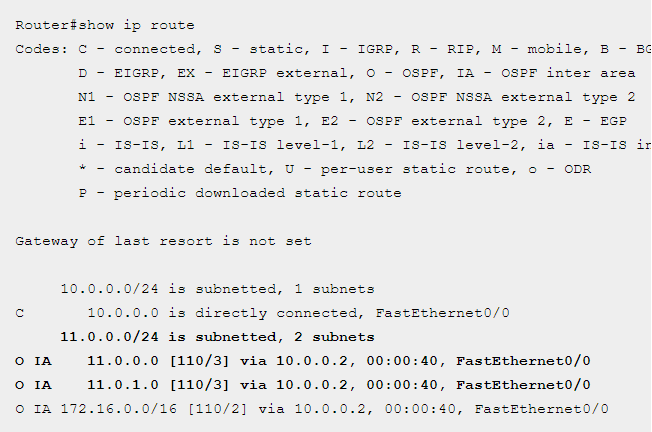 Router#show ip route
Codes: C - connected, S - static, I - IGRP, R - RIP, M - mobile, B - BG
D - EIGRP, EX - EIGRP external, O - OSPF, IA - OSPF inter area
N1 - OSPF NSSA external type 1, N2 - OSPF NSSA external type 2
E1 - OSPF external type 1, E2 - OSPF external type 2, E - EGP
i - IS-IS, L1 - IS-IS level-1, L2 - IS-IS level-2, ia - IS-IS in
* - candidate default, U - per-user static route, o - ODR
P - periodic downloaded static route
Gateway of last resort is not set
10.0.0.0/24 is subnetted, 1 subnets
C 10.0.0.0 is directly connected, FastEthernet0/0
11.0.0.0/24 is subnetted, 2 subnets
O IA 11.0.0.0 [110/3] via 10.0.0.2, 00:00:40, FastEthernet0/0
O IA 11.0.1.0 [110/3] via 10.0.0.2, 00:00:40, FastEthernet0/0
O IA 172.16.0.0/16 [110/2] via 10.0.0.2, 00:00:40, FastEthernet0/0